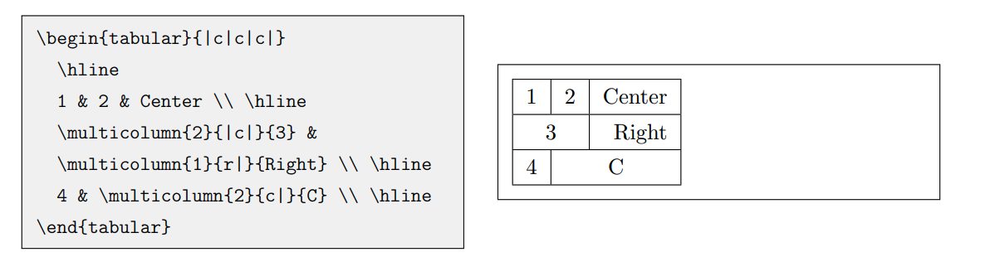 \begin{tabular}{|c|c|c|}
\hline
1 & 2 & Center \\ \hline
\multicolumn{2}{|c|}{3} &
\multicolumn{1}{r|}{Right} \\ \hline
4 & \multicolumn{2}{c|}{C} \\ \hline
\end{tabular}
1 2 Center
3 Right
4 C